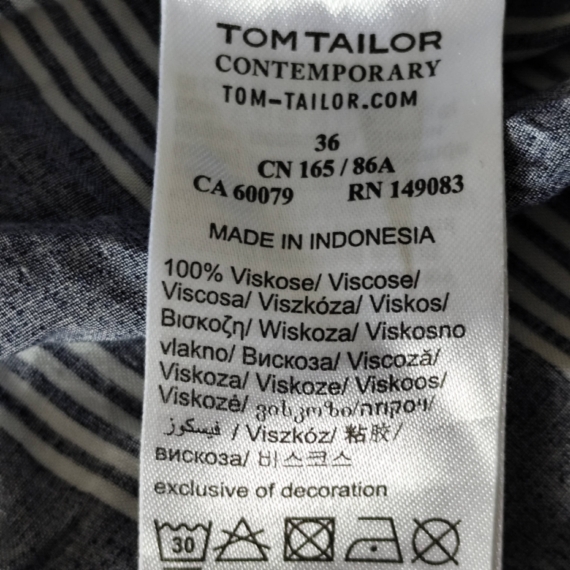 TOM TAILOR
CONTEMPORARY
TOM-TAILOR.COM
36
CN 165 / 86A
CA 60079 RN 149083
MADE IN INDONESIA
100% Viskose/ Viscose/
Viscosa/ Viszkóza/ Viskos/
Βισκοζη/ Wiskoza/ Viskosno
vlakno/ Вискоза/ Viscoză/
Viskoza/ Viskoze/ Viskoos/
Viskozė/ ვისკოზი/ויסקוזה/
فيسكوز / Viszkóz/ 粘胶/
вискоза/ 비스코스
exclusive of decoration
30